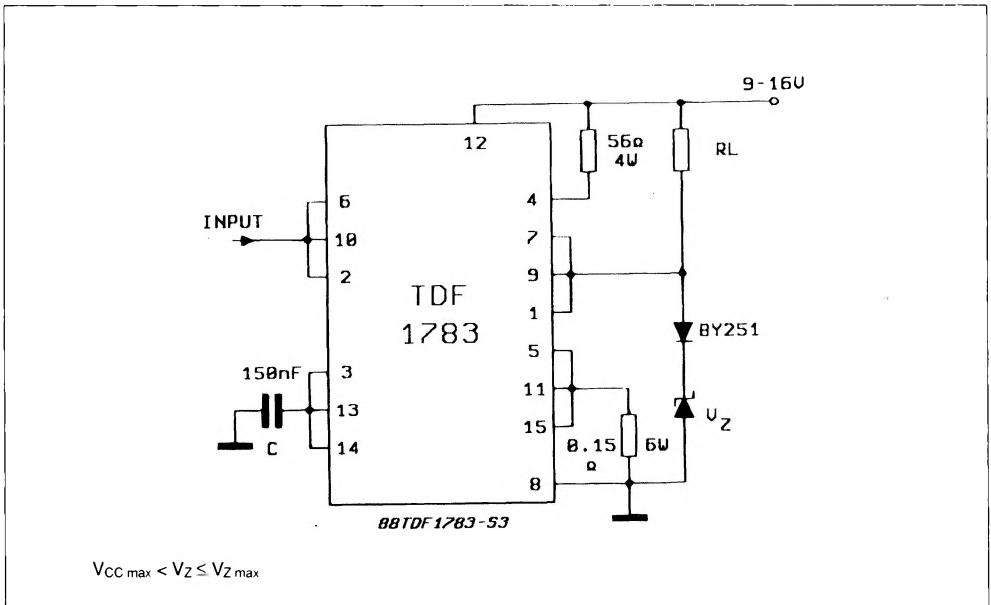 9-16V
12
56Ω
4W
RL
4
6
INPUT
10
2
7
9
1
TDF
1783
BY251
5
150nF
3
11
13
15
VZ
0.15 6W
Ω
C
14
8
88TDF1783-S3
VCC max < VZ ≤ VZ max